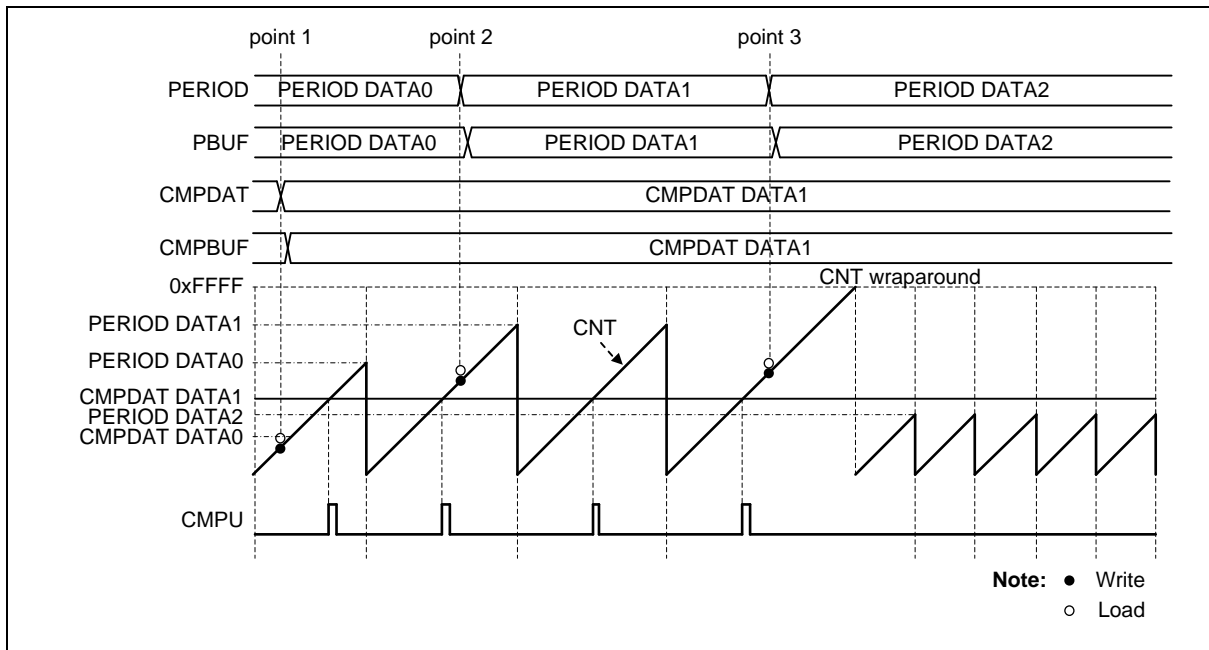 point 1 point 2 point 3
PERIOD PERIOD DATA0 PERIOD DATA1 PERIOD DATA2
PBUF PERIOD DATA0 PERIOD DATA1 PERIOD DATA2
CMPDAT CMPDAT DATA1
CMPBUF CMPDAT DATA1
0xFFFF CNT wraparound
PERIOD DATA1 CNT
PERIOD DATA0
CMPDAT DATA1
PERIOD DATA2
CMPDAT DATA0
CMPU
Note: ● Write
○ Load